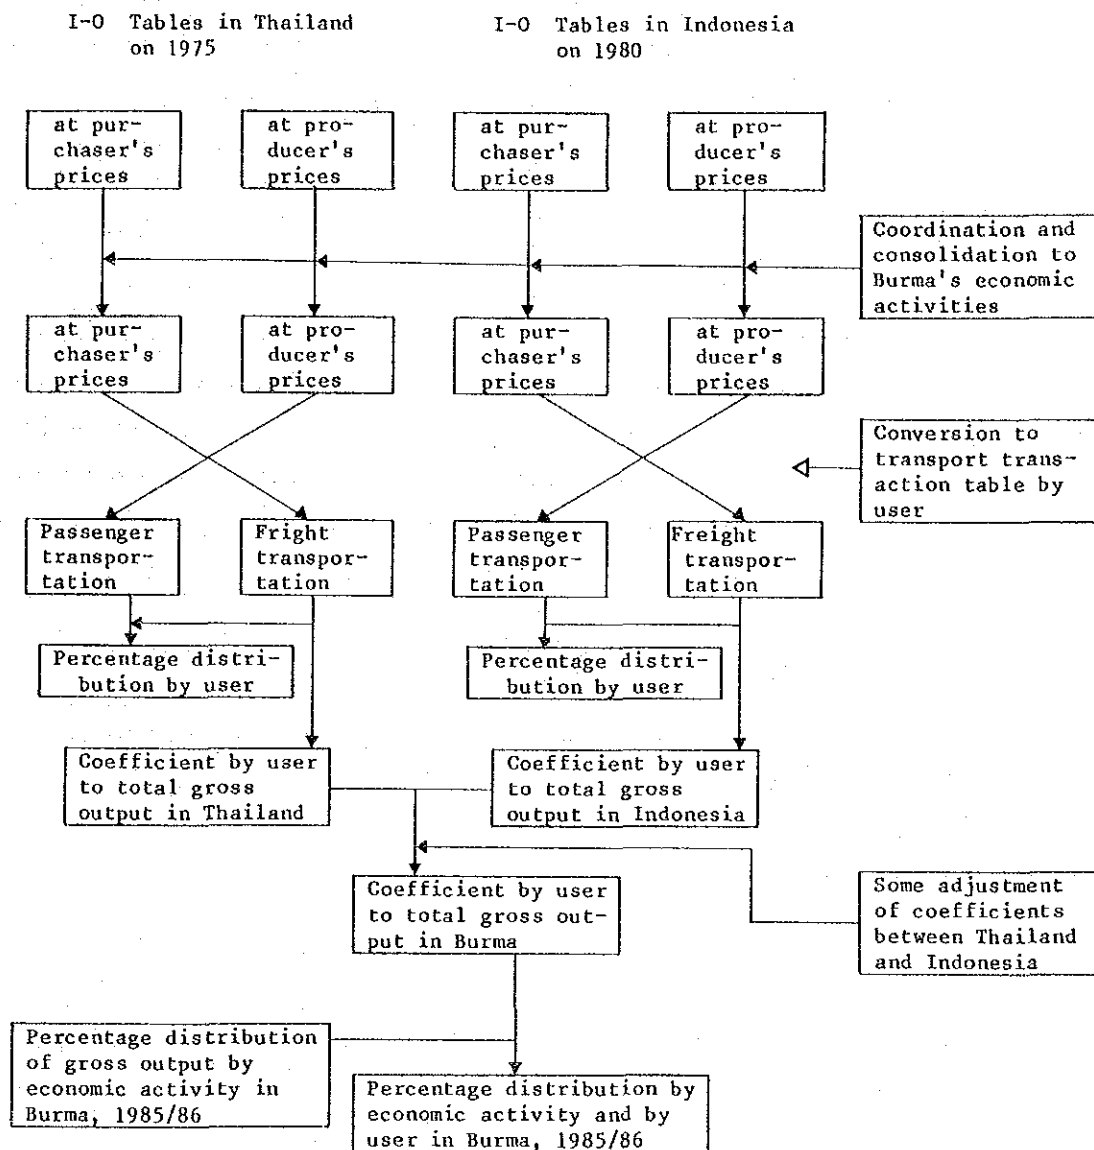 I-O Tables in Thailand
on 1975
I-O Tables in Indonesia
on 1980
at pur-
chaser's
prices
at pro-
ducer's
prices
at pur-
chaser's
prices
at pro-
ducer's
prices
Coordination and
consolidation to
Burma's economic
activities
at pur-
chaser's
prices
at pro-
ducer's
prices
at pur-
chaser's
prices
at pro-
ducer's
prices
Conversion to
transport trans-
action table by
user
Passenger
transpor-
tation
Fright
transpor-
tation
Passenger
transpor-
tation
Freight
transpor-
tation
Percentage distri-
bution by user
Percentage distri-
bution by user
Coefficient by user
to total gross
output in Thailand
Coefficient by user
to total gross
output in Indonesia
Coefficient by user
to total gross out-
put in Burma
Some adjustment
of coefficients
between Thailand
and Indonesia
Percentage distribution
of gross output by
economic activity in
Burma, 1985/86
Percentage distribution by
economic activity and by
user in Burma, 1985/86